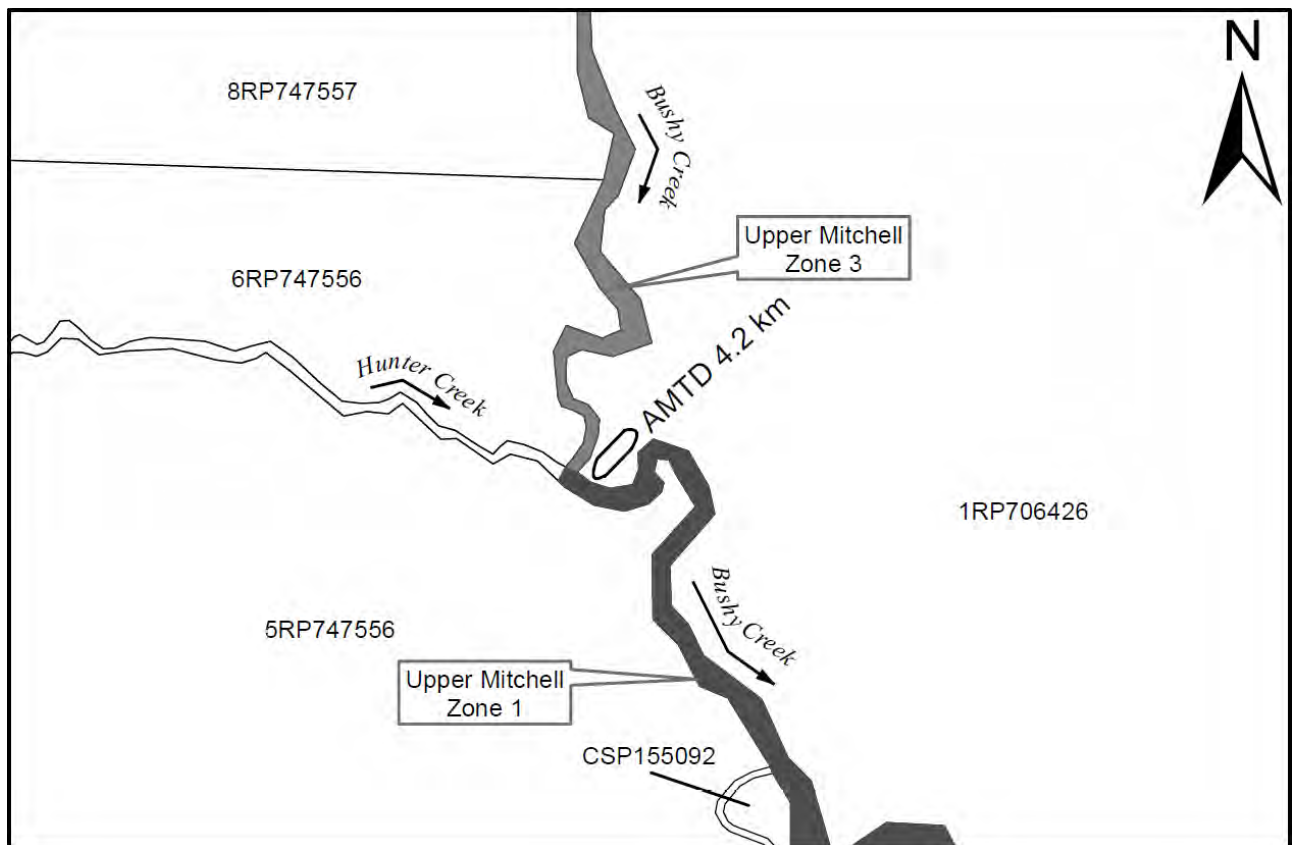 N
8RP747557
Bushy Creek
Upper Mitchell
Zone 3
6RP747556
AMTD 4.2 km
Hunter Creek
1RP706426
Bushy Creek
5RP747556
Upper Mitchell
Zone 1
CSP155092